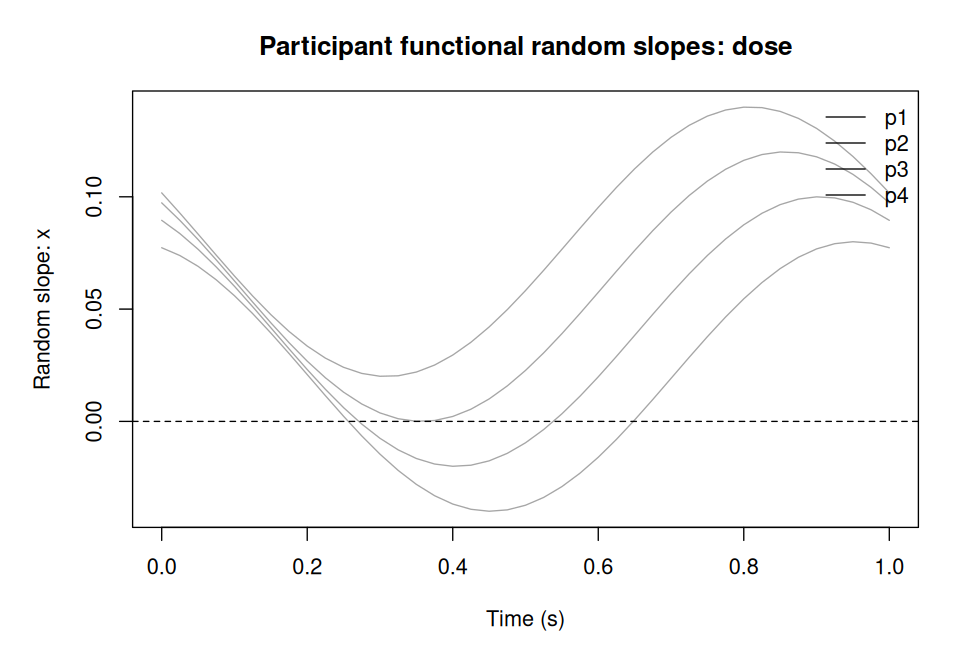 Participant functional random slopes: dose
p1
p2
p3
p4
0.10
0.05
0.00
Random slope: x
0.0 0.2 0.4 0.6 0.8 1.0
Time (s)